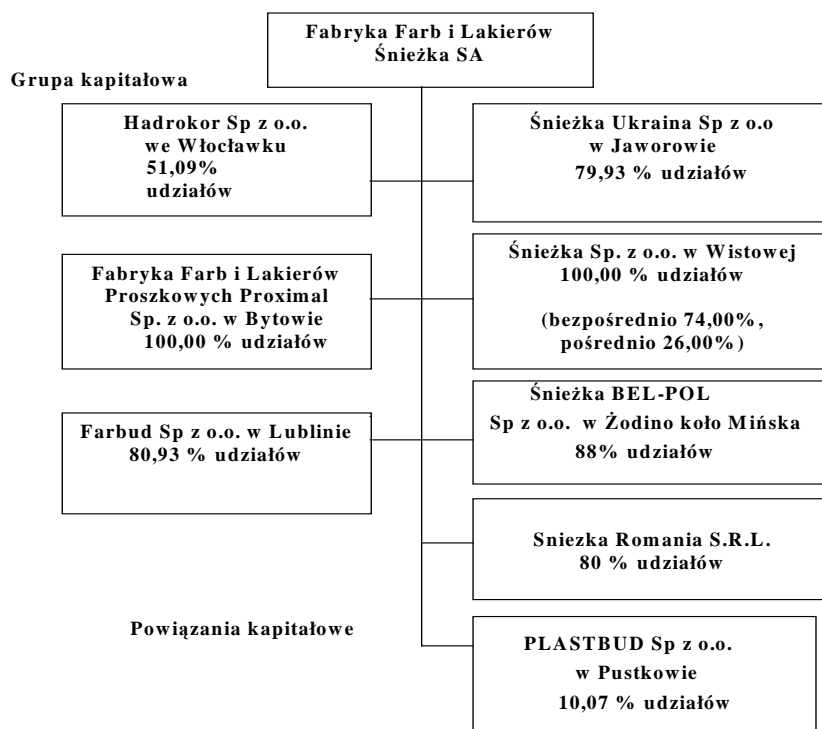 Fabryka Farb i Lakierów
Śnieżka SA
Grupa kapitałowa
Hadrokor Sp z o.o.
we Włocławku
51,09%
udziałów
Śnieżka Ukraina Sp z o.o
w Jaworowie
79,93 % udziałów
Fabryka Farb i Lakierów
Proszkowych Proximal
Sp. z o.o. w Bytowie
100,00 % udziałów
Śnieżka Sp. z o.o. w Wistowej
100,00 % udziałów
(bezpośrednio 74,00%,
pośrednio 26,00%)
Farbud Sp z o.o. w Lublinie
80,93 % udziałów
Śnieżka BEL-POL
Sp z o.o. w Żodino koło Mińska
88% udziałów
Sniezka Romania S.R.L.
80 % udziałów
Powiązania kapitałowe
PLASTBUD Sp z o.o.
w Pustkowie
10,07 % udziałów